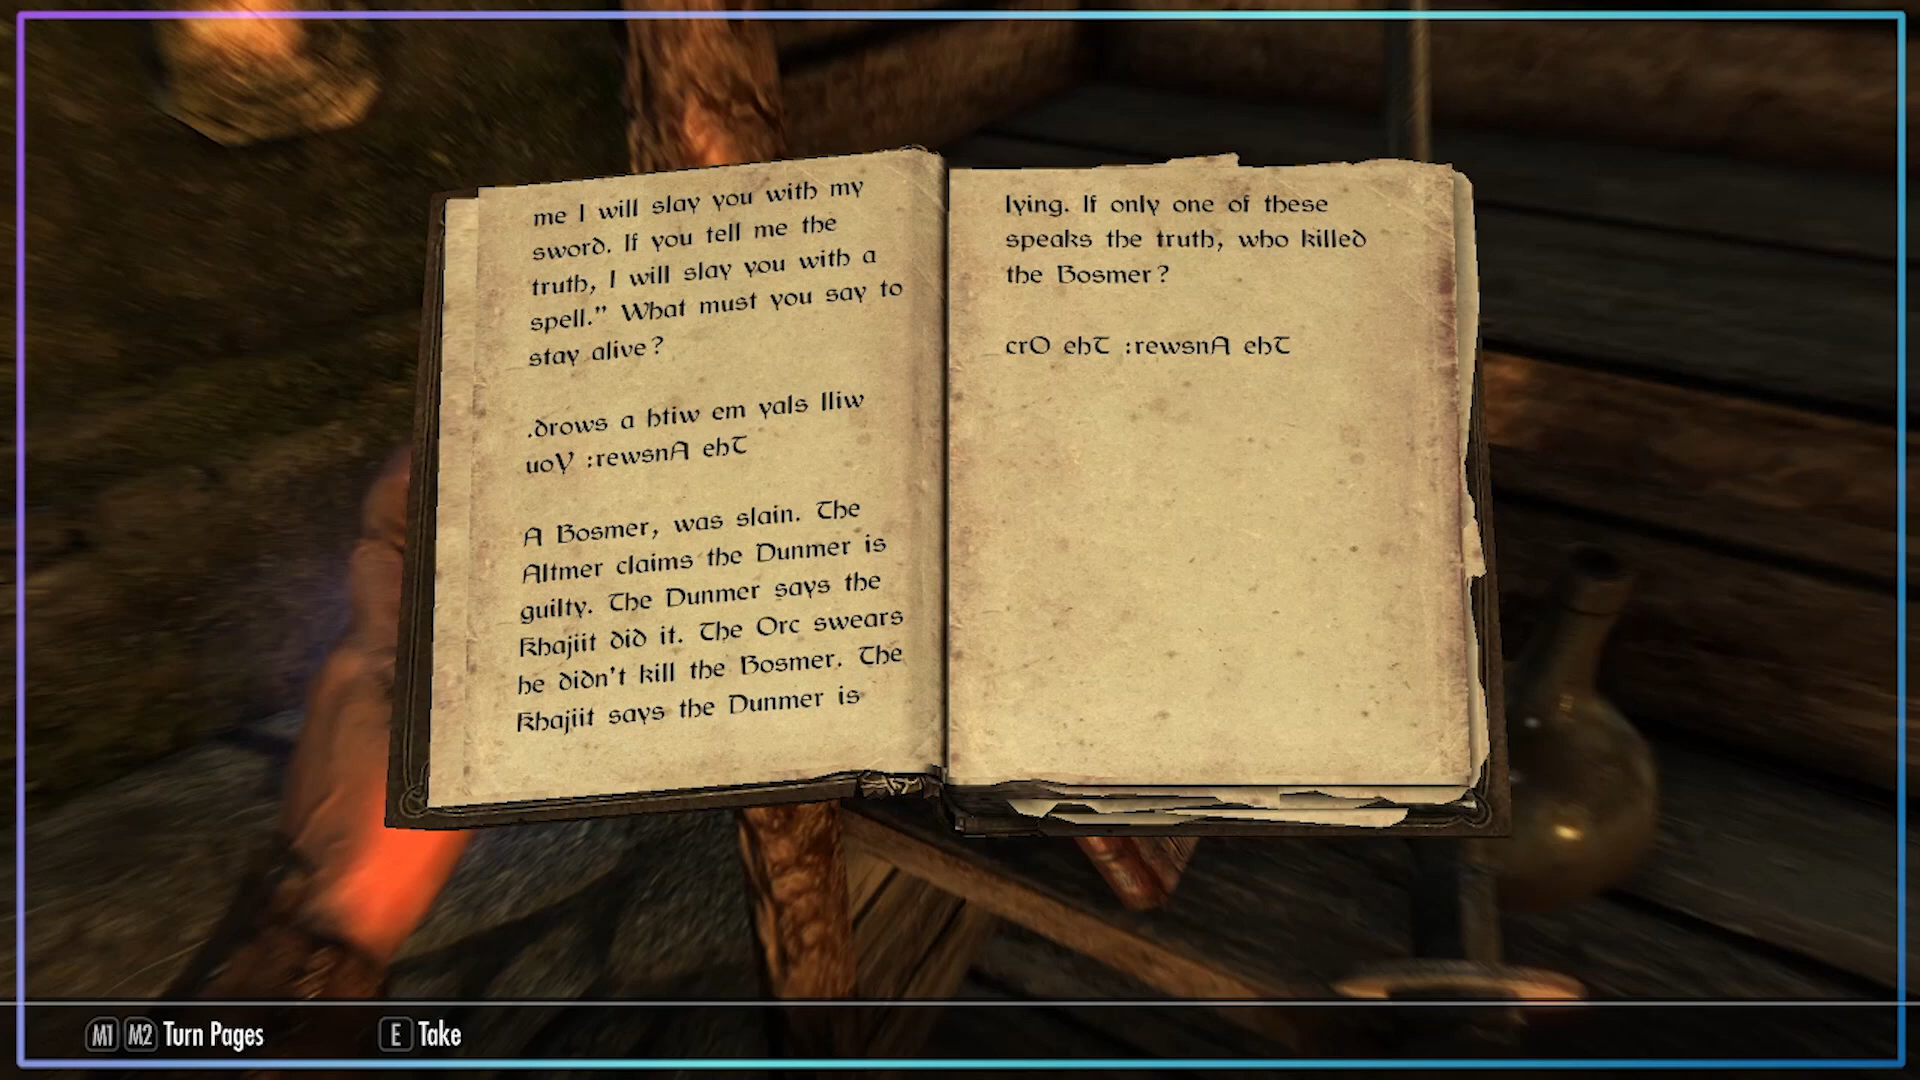 me I will slay you with my
sword. If you tell me the
truth, I will slay you with a
spell.” What must you say to
stay alive?
.drows a htiw em yals lliw
uoY :rewsnA ehT
A Bosmer, was slain. The
Altmer claims the Dunmer is
guilty. The Dunmer says the
Khajiit did it. The Orc swears
he didn't kill the Bosmer. The
Khajiit says the Dunmer is
lying. If only one of these
speaks the truth, who killed
the Bosmer?
crO ehT :rewsnA ehT
M1 M2 Turn Pages
E Take